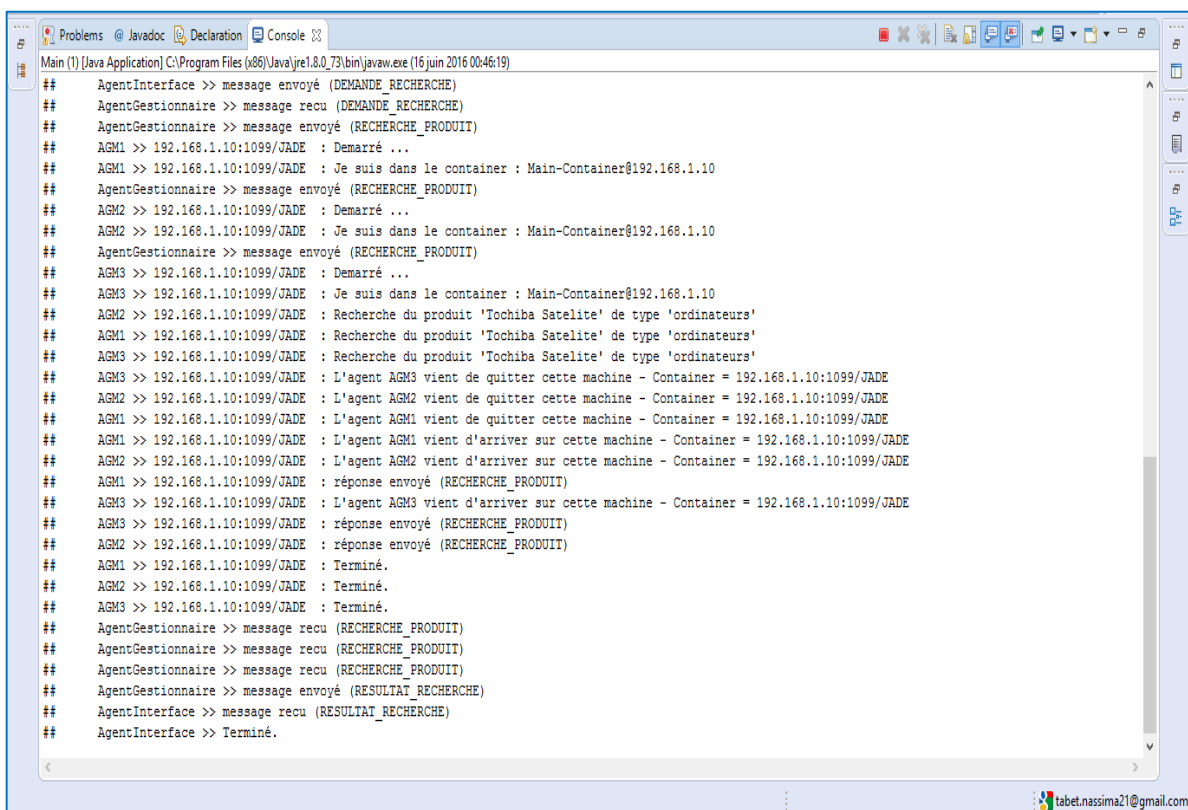 Problems @ Javadoc Declaration Console
Main (1) [Java Application] C:\Program Files (x86)\Java\jre1.8.0_73\bin\javaw.exe (16 juin 2016 00:46:19)
## AgentInterface >> message envoyé (DEMANDE_RECHERCHE)
## AgentGestionnaire >> message recu (DEMANDE_RECHERCHE)
## AgentGestionnaire >> message envoyé (RECHERCHE_PRODUIT)
## AGM1 >> 192.168.1.10:1099/JADE : Demarré ...
## AGM1 >> 192.168.1.10:1099/JADE : Je suis dans le container : Main-Container@192.168.1.10
## AgentGestionnaire >> message envoyé (RECHERCHE_PRODUIT)
## AGM2 >> 192.168.1.10:1099/JADE : Demarré ...
## AGM2 >> 192.168.1.10:1099/JADE : Je suis dans le container : Main-Container@192.168.1.10
## AgentGestionnaire >> message envoyé (RECHERCHE_PRODUIT)
## AGM3 >> 192.168.1.10:1099/JADE : Demarré ...
## AGM3 >> 192.168.1.10:1099/JADE : Je suis dans le container : Main-Container@192.168.1.10
## AGM2 >> 192.168.1.10:1099/JADE : Recherche du produit 'Tochiba Satelite' de type 'ordinateurs'
## AGM1 >> 192.168.1.10:1099/JADE : Recherche du produit 'Tochiba Satelite' de type 'ordinateurs'
## AGM3 >> 192.168.1.10:1099/JADE : Recherche du produit 'Tochiba Satelite' de type 'ordinateurs'
## AGM3 >> 192.168.1.10:1099/JADE : L'agent AGM3 vient de quitter cette machine - Container = 192.168.1.10:1099/JADE
## AGM2 >> 192.168.1.10:1099/JADE : L'agent AGM2 vient de quitter cette machine - Container = 192.168.1.10:1099/JADE
## AGM1 >> 192.168.1.10:1099/JADE : L'agent AGM1 vient de quitter cette machine - Container = 192.168.1.10:1099/JADE
## AGM1 >> 192.168.1.10:1099/JADE : L'agent AGM1 vient d'arriver sur cette machine - Container = 192.168.1.10:1099/JADE
## AGM2 >> 192.168.1.10:1099/JADE : L'agent AGM2 vient d'arriver sur cette machine - Container = 192.168.1.10:1099/JADE
## AGM1 >> 192.168.1.10:1099/JADE : réponse envoyé (RECHERCHE_PRODUIT)
## AGM3 >> 192.168.1.10:1099/JADE : L'agent AGM3 vient d'arriver sur cette machine - Container = 192.168.1.10:1099/JADE
## AGM3 >> 192.168.1.10:1099/JADE : réponse envoyé (RECHERCHE_PRODUIT)
## AGM2 >> 192.168.1.10:1099/JADE : réponse envoyé (RECHERCHE_PRODUIT)
## AGM1 >> 192.168.1.10:1099/JADE : Terminé.
## AGM2 >> 192.168.1.10:1099/JADE : Terminé.
## AGM3 >> 192.168.1.10:1099/JADE : Terminé.
## AgentGestionnaire >> message recu (RECHERCHE_PRODUIT)
## AgentGestionnaire >> message recu (RECHERCHE_PRODUIT)
## AgentGestionnaire >> message recu (RECHERCHE_PRODUIT)
## AgentGestionnaire >> message envoyé (RESULTAT_RECHERCHE)
## AgentInterface >> message recu (RESULTAT_RECHERCHE)
## AgentInterface >> Terminé.
tabet.nassima21@gmail.com